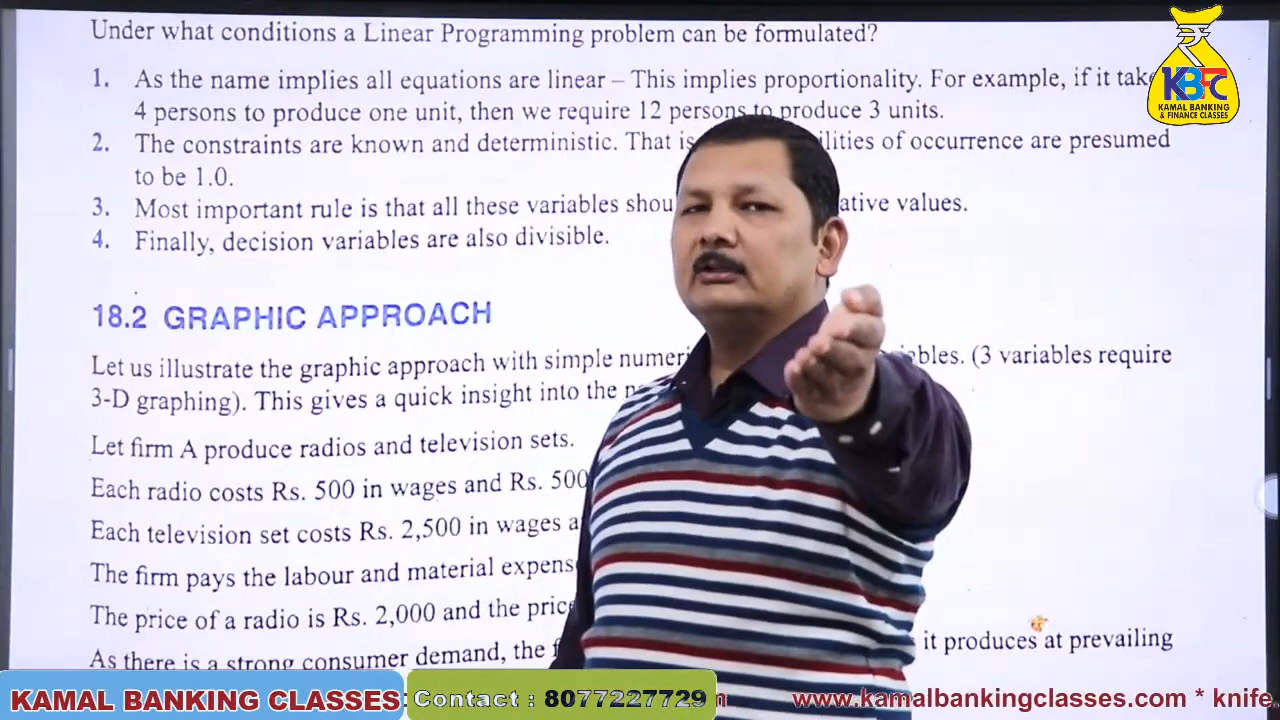 Under what conditions a Linear Programming problem can be formulated?
1. As the name implies all equations are linear – This implies proportionality. For example, if it take
4 persons to produce one unit, then we require 12 persons to produce 3 units.
2. The constraints are known and deterministic. That is lities of occurrence are presumed
to be 1.0.
3. Most important rule is that all these variables shou ative values.
4. Finally, decision variables are also divisible.
18.2 GRAPHIC APPROACH
Let us illustrate the graphic approach with simple numeri ables. (3 variables require
3-D graphing). This gives a quick insight into the
Let firm A produce radios and television sets.
Each radio costs Rs. 500 in wages and Rs. 500
Each television set costs Rs. 2,500 in wages a
The firm pays the labour and material expens
The price of a radio is Rs. 2,000 and the price
As there is a strong consumer demand, the f it produces at prevailing
KBFC
KAMAL BANKING
& FINANCE CLASSES
KAMAL BANKING CLASSES Contact : 8077227729 www.kamalbankingclasses.com * knife.